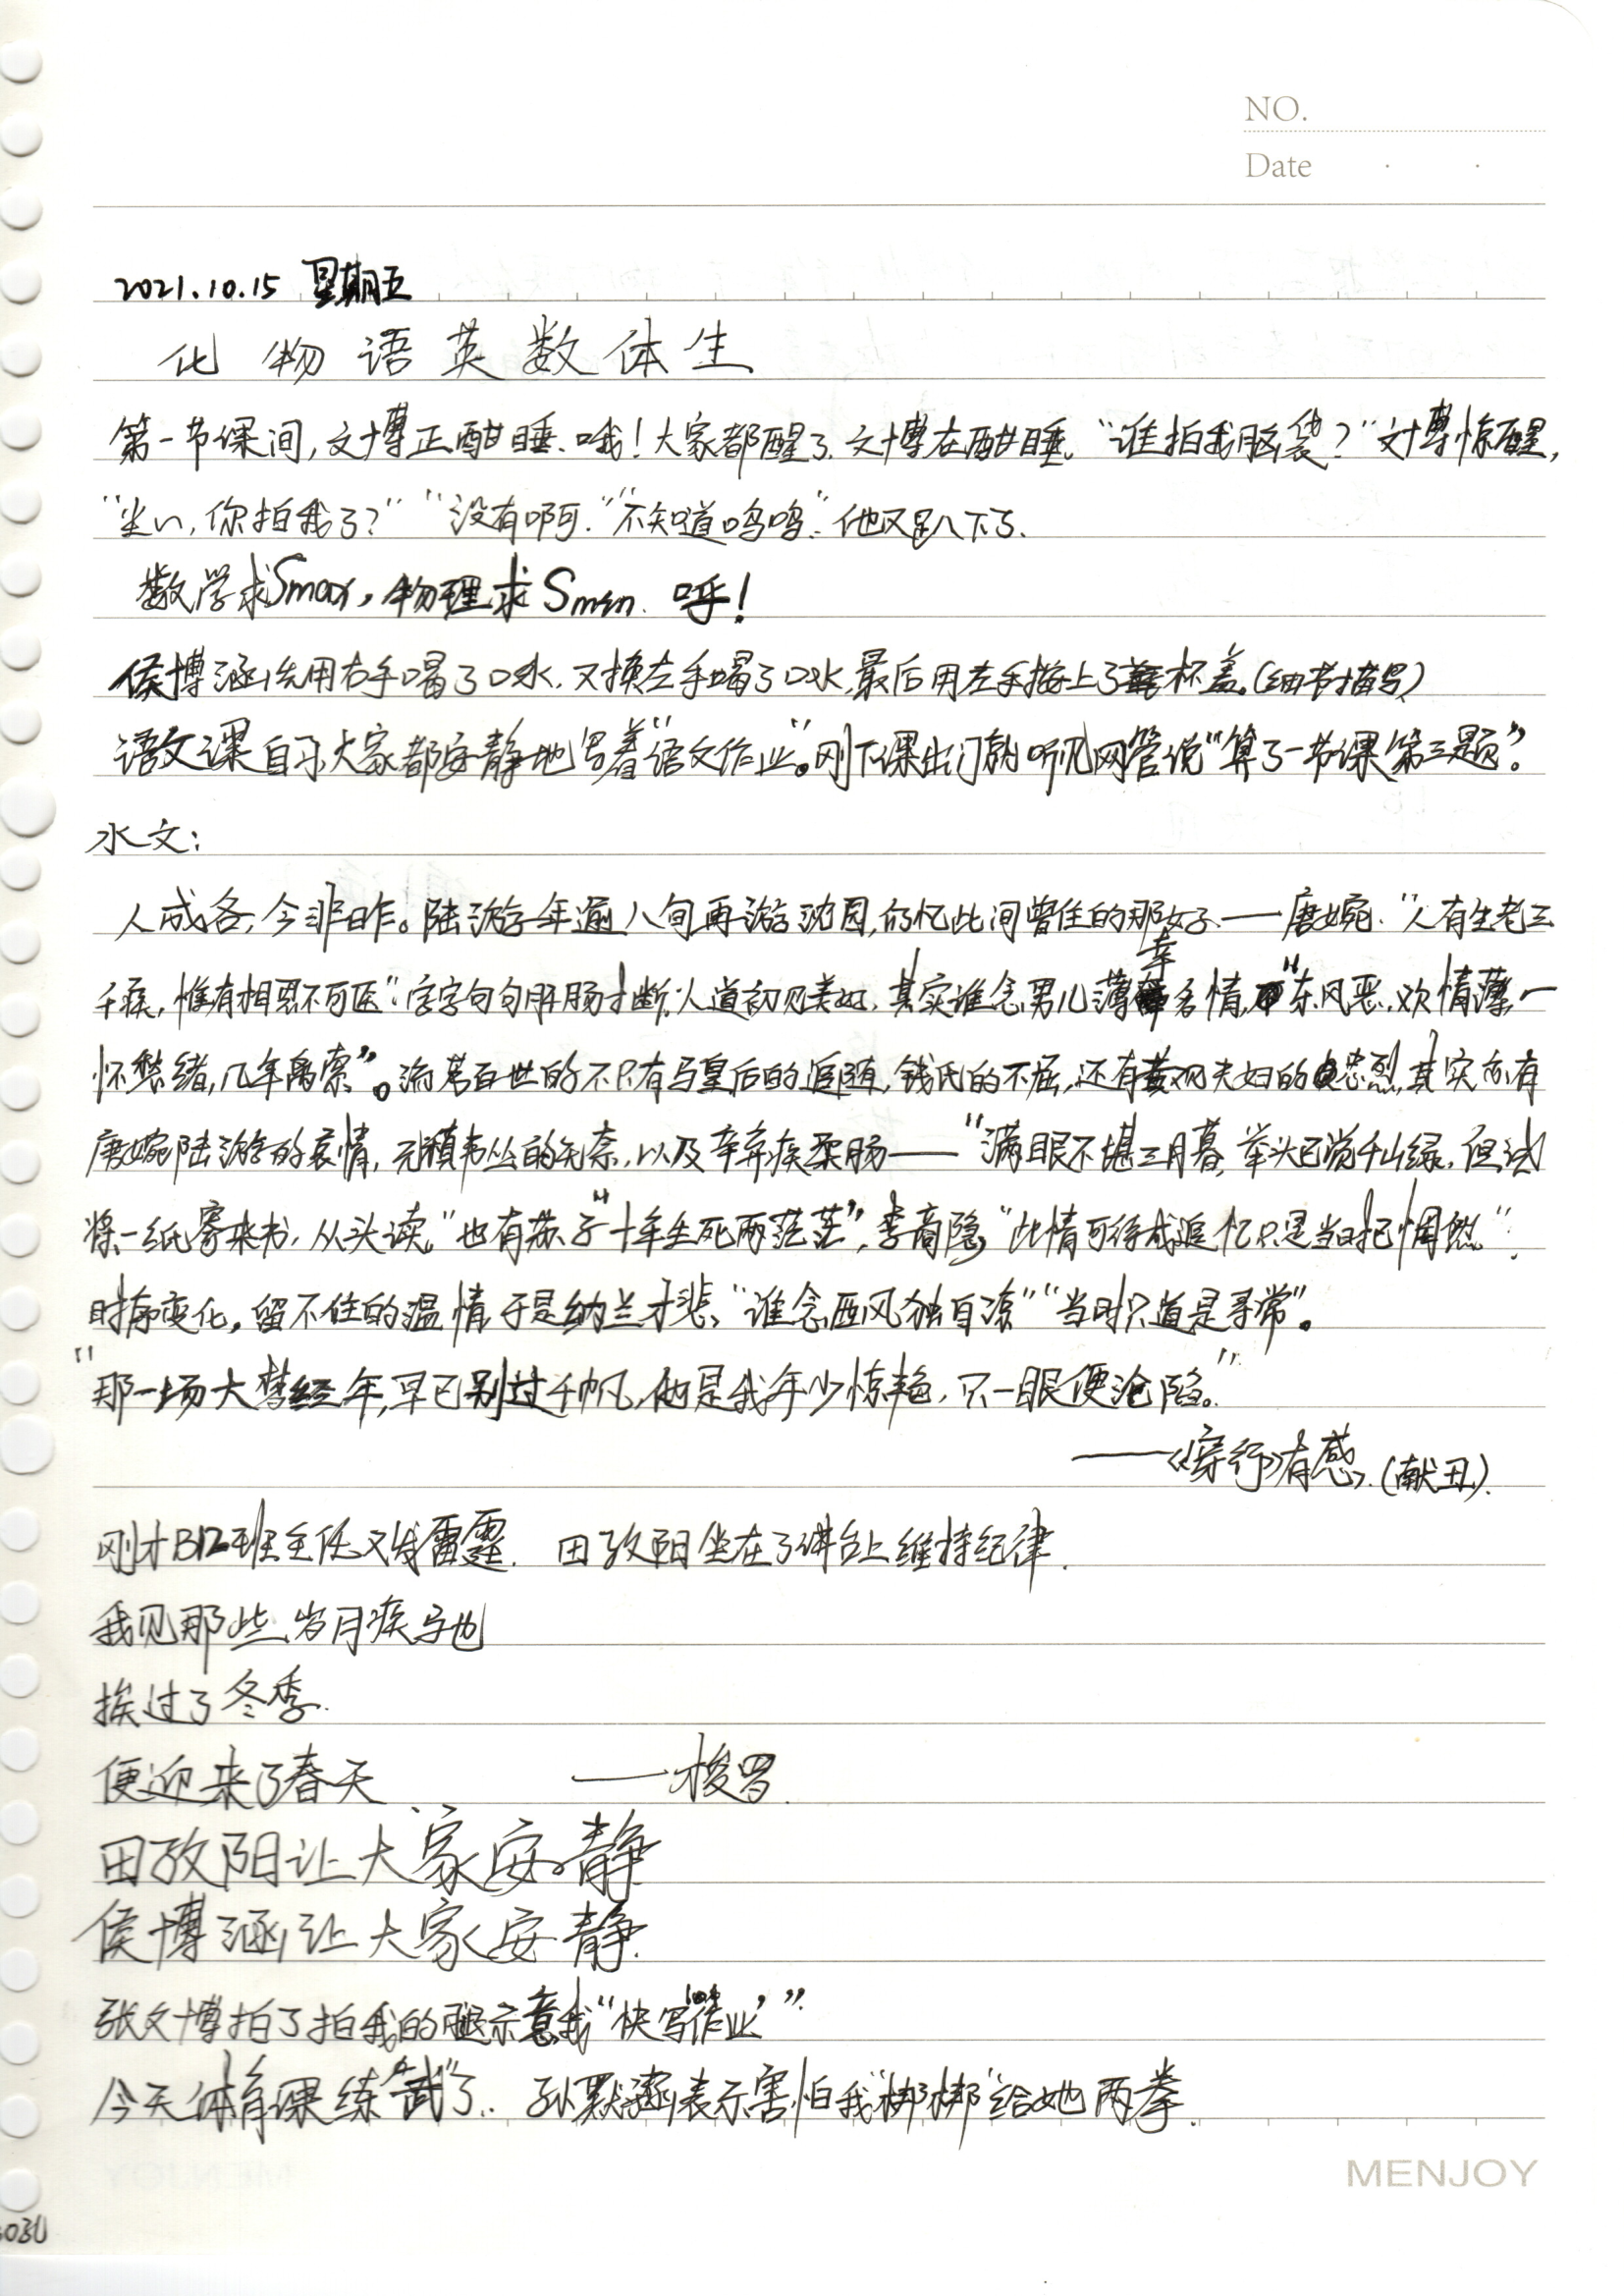 NO.
Date
2021.10.15 星期五
化 物 语 英 数 体 生
第一节课间,文博正酣睡.哦!大家都醒了.文博在酣睡。“谁拍我脑袋?”文博惊醒,
“坐い,你拍我了?”“没有啊.”“不知道呜呜.”他又趴下了.
数学求Smax,物理求Smin. 呼!
侯博涵先用右手喝了口水.又换左手喝了口水,最后用左手按上了杯盖。(细节描写)
语文课自习大家都安静地写着“语文作业”。刚下课出门就听见网管说“算了一节课第三题”。
水文:
人成各,今非昨。陆游年逾八旬再游沈园,仍忆此间曾住的那女子——唐婉.“人有生老三
千疾,惟有相思不可医”.字字句句肝肠寸断.人道初见美好,其实谁念男儿薄幸多情,“东风恶.欢情薄,一
怀愁绪,几年离索”。流芳百世的不只有马皇后的追随,钱氏的不屈,还有黄观夫妇的忠烈,其实亦有
唐婉陆游的哀情,元稹韦丛的无奈,以及辛弃疾柔肠——“满眼不堪三月暮,举头已觉千山绿.但试
将一纸寄来书,从头读.”也有苏子“十年生死两茫茫”,李商隐“此情可待成追忆只是当时已惘然”.
时序变化,留不住的温情,于是纳兰才悲、“谁念西风独自凉”“当时只道是寻常”。
“那一场大梦经年,早已别过千帆,他是我年少惊艳,只一眼便沦陷。”
——《穿行》有感.(献丑).
刚才B12班主任又发雷霆. 田孜阳坐在了讲台上维持纪律.
我见那些岁月疾驰
挨过了冬季.
便迎来了春天 ——梭罗.
田孜阳让大家安静
侯博涵让大家安静.
张文博拍了拍我的腿示意我“快写作业”
今天体育课练“武”了.孙默涵表示害怕我“梆梆”给她两拳.
MENJOY